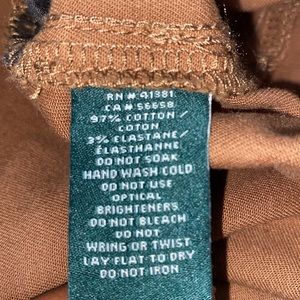 RN # 41381
CA # 56658
97% COTTON /
COTON
3% ELASTANE /
ÉLASTHANNE
DO NOT SOAK
HAND WASH COLD
DO NOT USE
OPTICAL
BRIGHTENERS
DO NOT BLEACH
DO NOT
WRING OR TWIST
LAY FLAT TO DRY
DO NOT IRON